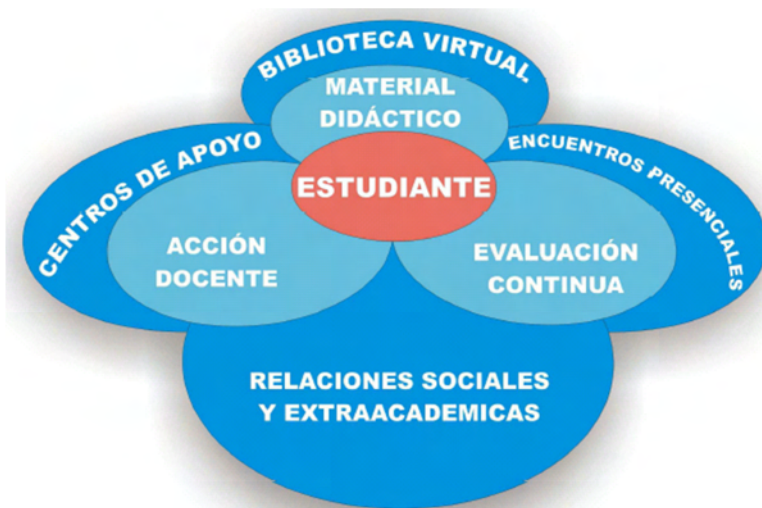 BIBLIOTECA VIRTUAL
MATERIAL
DIDÁCTICO
CENTROS DE APOYO
ENCUENTROS PRESENCIALES
ESTUDIANTE
ACCIÓN
DOCENTE
EVALUACIÓN
CONTINUA
RELACIONES SOCIALES
Y EXTRAACADEMICAS